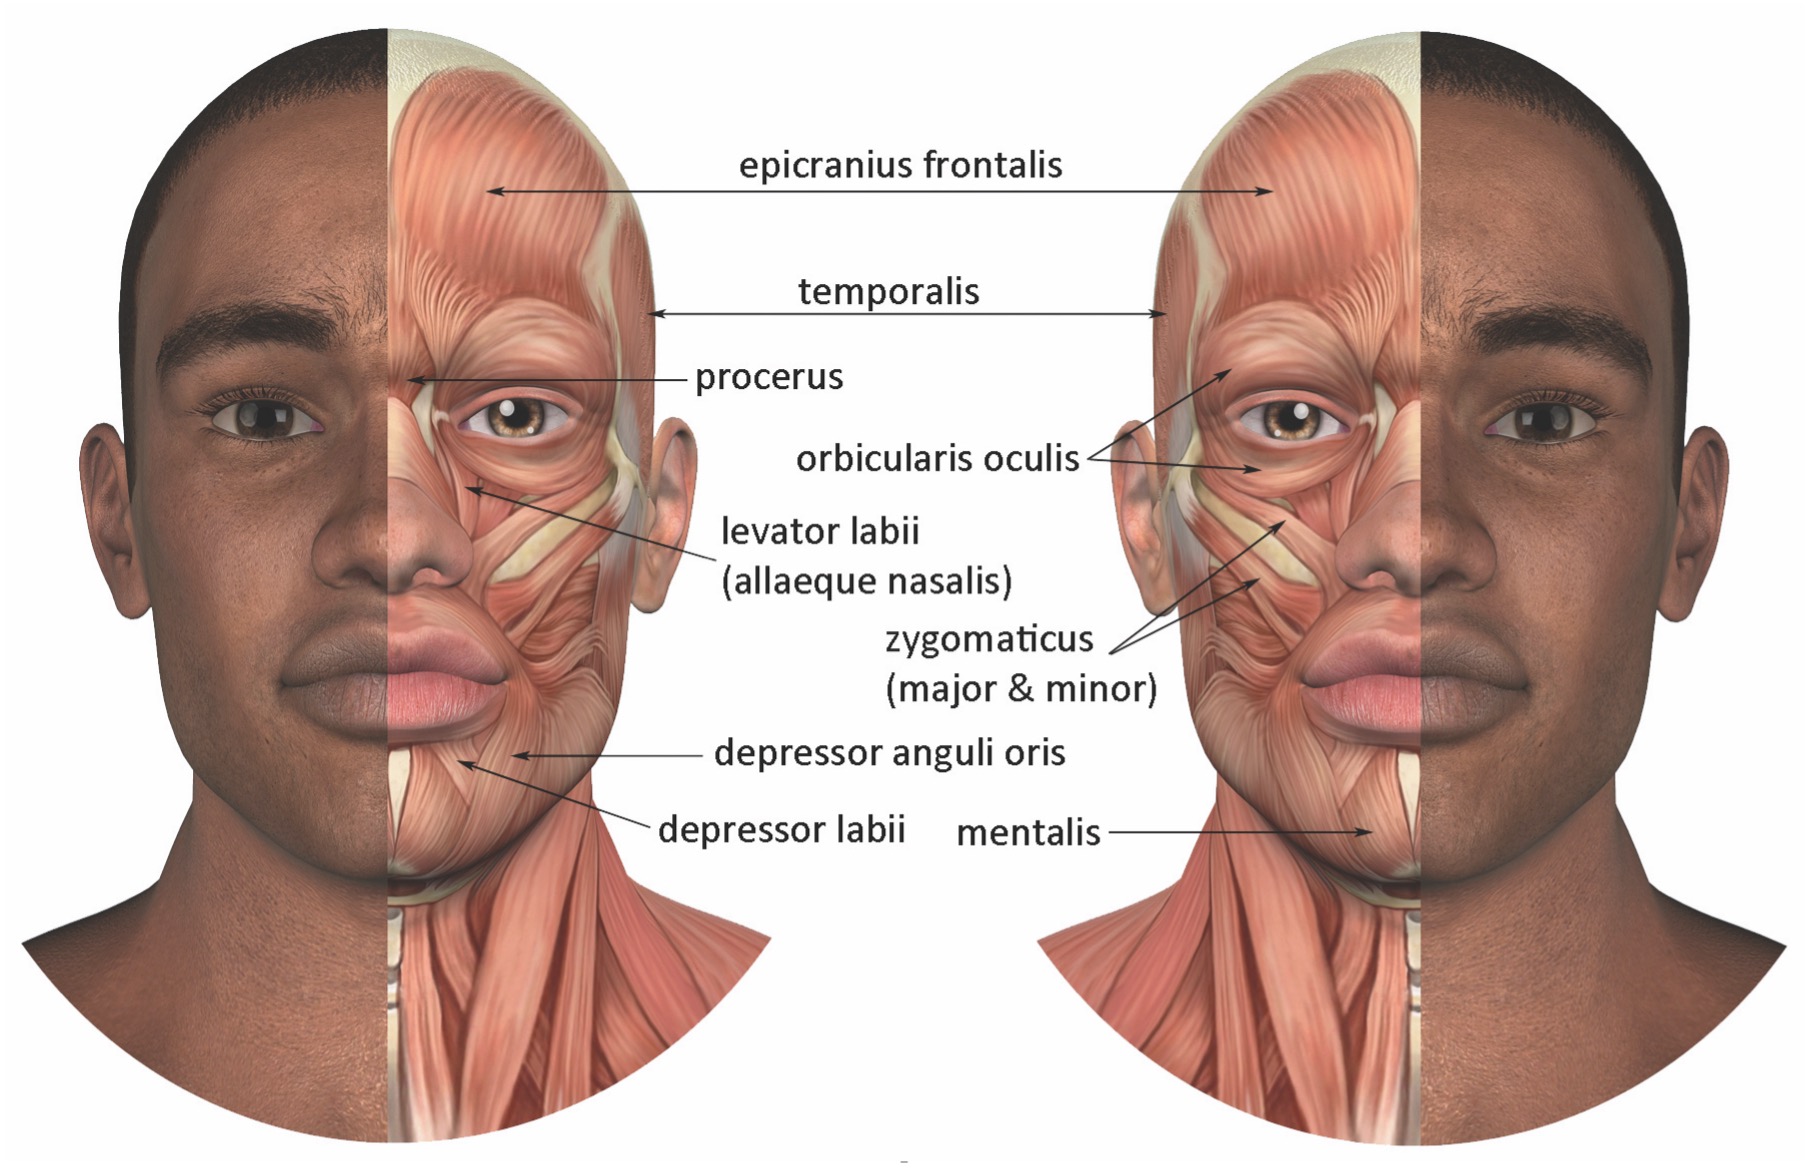 epicranius frontalis
temporalis
procerus
orbicularis oculis
levator labii
(allaeque nasalis)
zygomaticus
(major & minor)
depressor anguli oris
depressor labii
mentalis